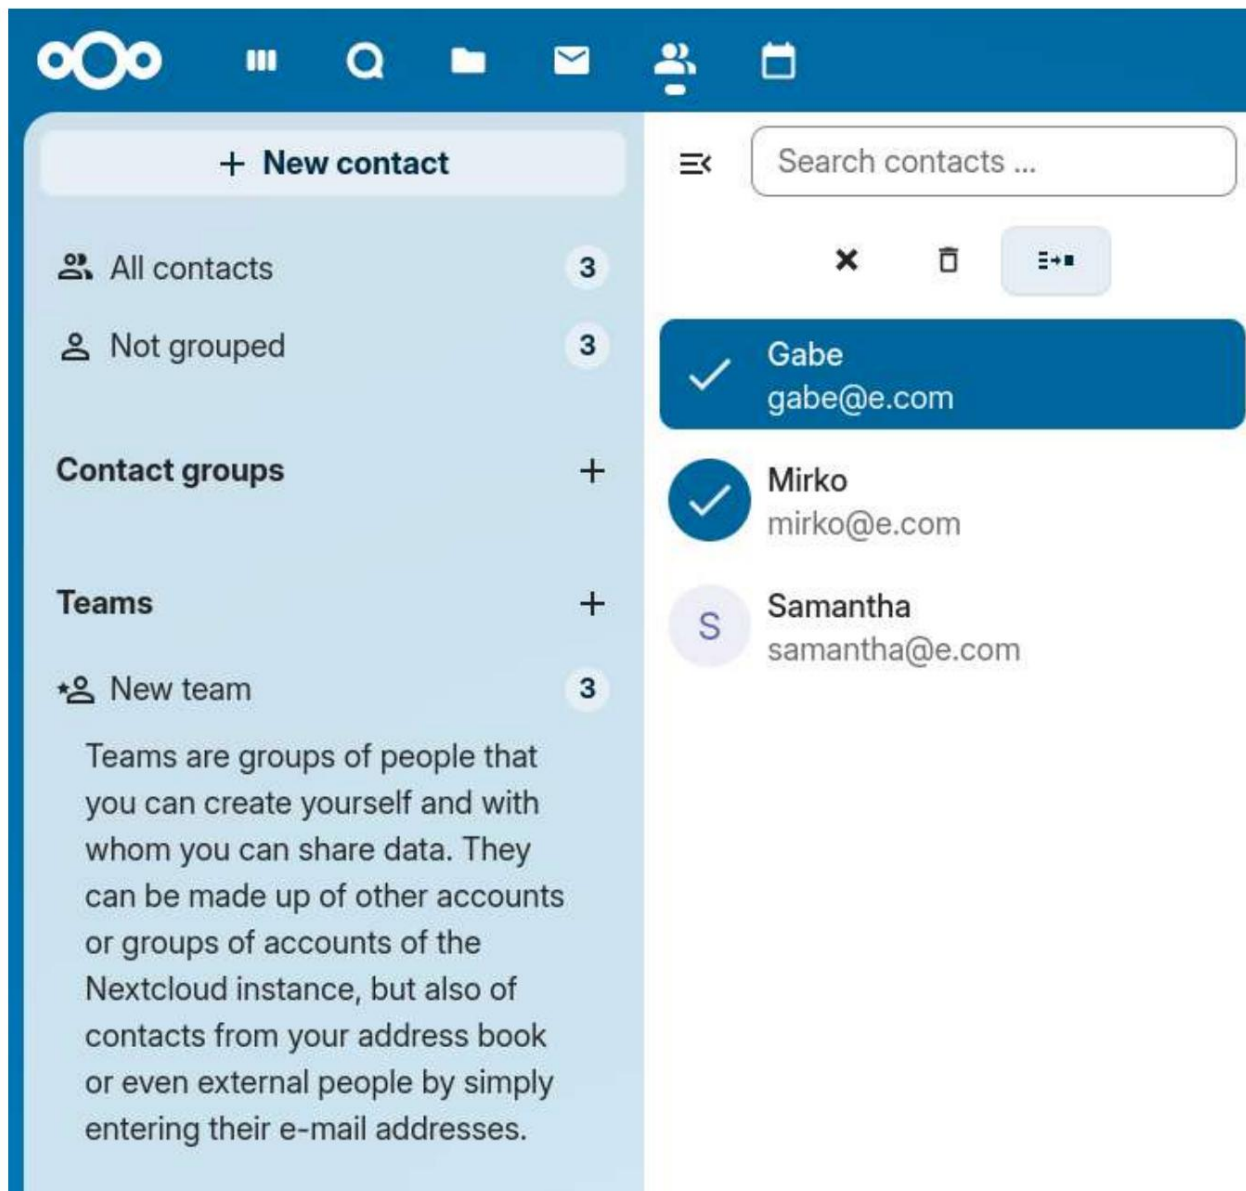 + New contact
Search contacts ...
All contacts 3
Not grouped 3
Contact groups +
Teams +
New team 3
Teams are groups of people that
you can create yourself and with
whom you can share data. They
can be made up of other accounts
or groups of accounts of the
Nextcloud instance, but also of
contacts from your address book
or even external people by simply
entering their e-mail addresses.
Gabe
gabe@e.com
Mirko
mirko@e.com
S
Samantha
samantha@e.com